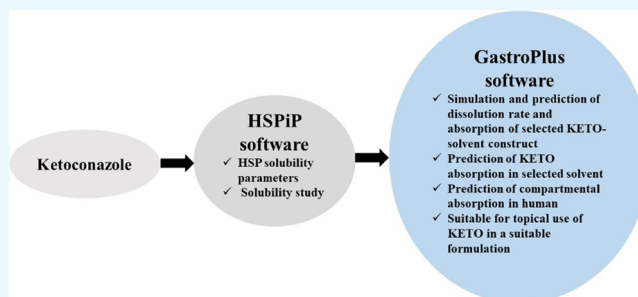 Ketoconazole
HSPiP
software
✓ HSP solubility
parameters
✓ Solubility study
GastroPlus
software
✓ Simulation and prediction of
dissolution rate and
absorption of selected KETO-
solvent construct
✓ Prediction of KETO
absorption in selected solvent
✓ Prediction of compartmental
absorption in human
✓ Suitable for topical use of
KETO in a suitable
formulation